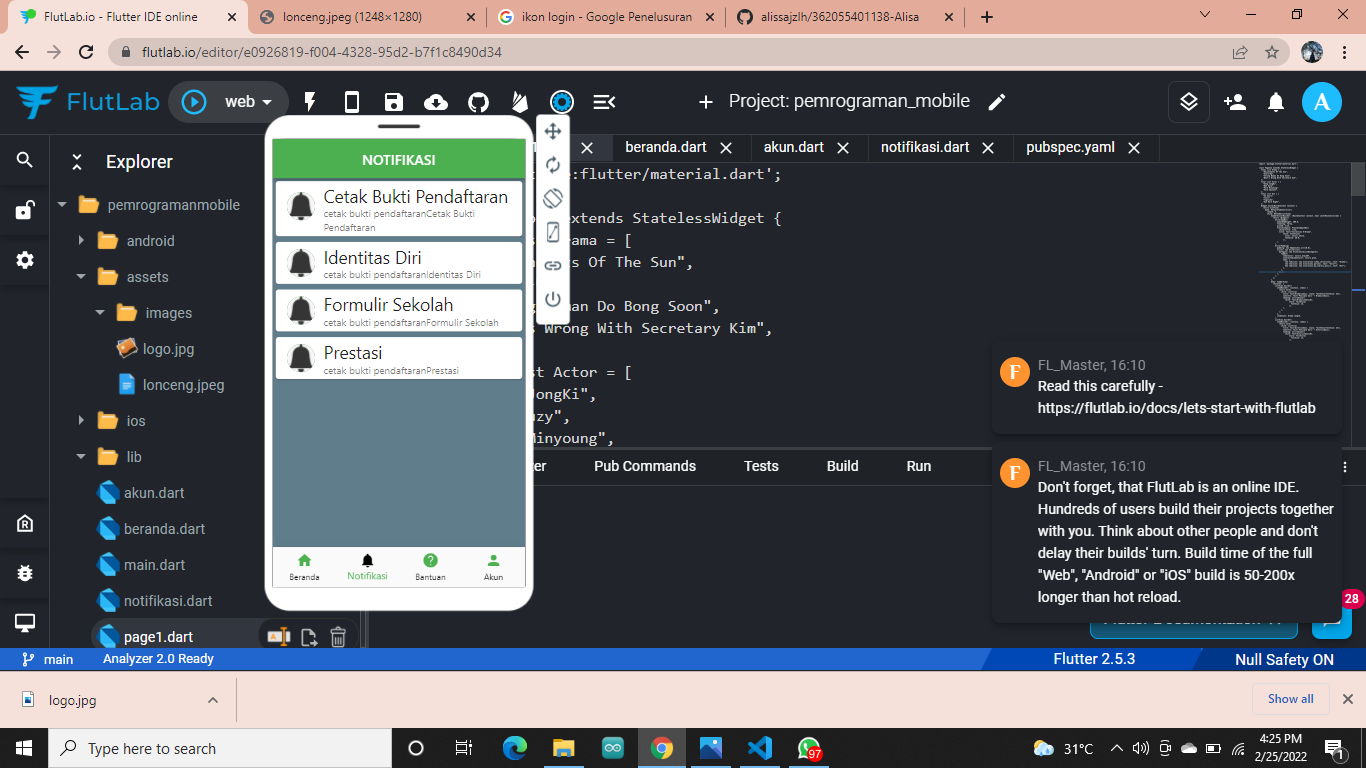 FlutLab.io - Flutter IDE online
lonceng.jpeg (1248×1280)
ikon login - Google Penelusuran
alissajzlh/362055401138-Alisa
flutlab.io/editor/e0926819-f004-4328-95d2-b7f1c8490d34
FlutLab
web
Project: pemrograman_mobile
A
Explorer
beranda.dart
akun.dart
notifikasi.dart
pubspec.yaml
pemrogramanmobile
android
assets
images
logo.jpg
lonceng.jpeg
ios
lib
akun.dart
beranda.dart
main.dart
notifikasi.dart
page1.dart
NOTIFIKASI
Cetak Bukti Pendaftaran
cetak bukti pendaftaranCetak Bukti
Pendaftaran
Identitas Diri
cetak bukti pendaftaranIdentitas Diri
Formulir Sekolah
cetak bukti pendaftaranFormulir Sekolah
Prestasi
cetak bukti pendaftaranPrestasi
Beranda
Notifikasi
Bantuan
Akun
e:flutter/material.dart';
extends StatelessWidget {
ama = [
s Of The Sun",
an Do Bong Soon",
s Wrong With Secretary Kim",
st Actor = [
JongKi",
uzy",
Minyoung",
Pub Commands
Tests
Build
Run
F
FL_Master, 16:10
Read this carefully -
https://flutlab.io/docs/lets-start-with-flutlab
F
FL_Master, 16:10
Don't forget, that FlutLab is an online IDE.
Hundreds of users build their projects together
with you. Think about other people and don't
delay their builds' turn. Build time of the full
"Web", "Android" or "iOS" build is 50-200x
longer than hot reload.
28
main
Analyzer 2.0 Ready
Flutter 2.5.3
Null Safety ON
logo.jpg
Show all
Type here to search
97
31°C
4:25 PM
2/25/2022
1